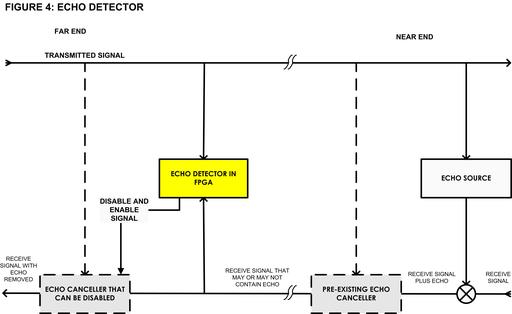 FIGURE 4: ECHO DETECTOR
FAR END
NEAR END
TRANSMITTED SIGNAL
ECHO DETECTOR IN
FPGA
ECHO SOURCE
DISABLE AND
ENABLE
SIGNAL
RECEIVE
SIGNAL WITH
ECHO
REMOVED
ECHO CANCELLER THAT
CAN BE DISABLED
RECEIVE SIGNAL THAT
MAY OR MAY NOT
CONTAIN ECHO
PRE-EXISTING ECHO
CANCELLER
RECEIVE SIGNAL
PLUS ECHO
RECEIVE
SIGNAL